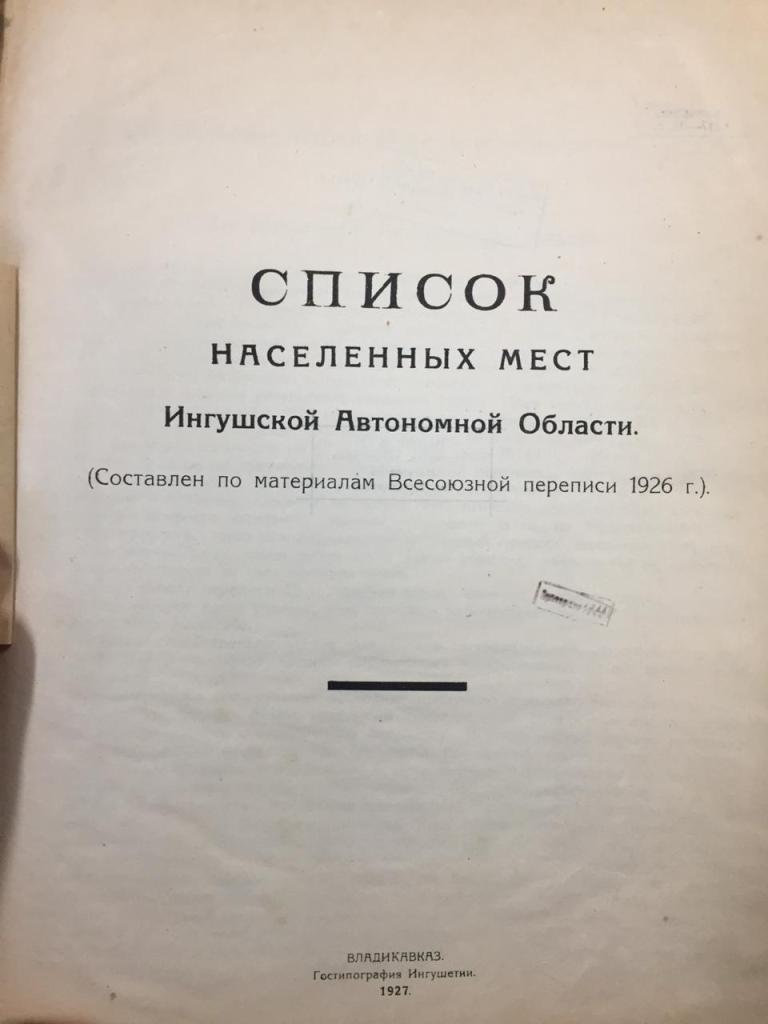 СПИСОК
НАСЕЛЕННЫХ МЕСТ
Ингушской Автономной Области.
(Составлен по материалам Всесоюзной переписи 1926 г.).
ВЛАДИКАВКАЗ.
Гостипография Ингушетии.
1927.